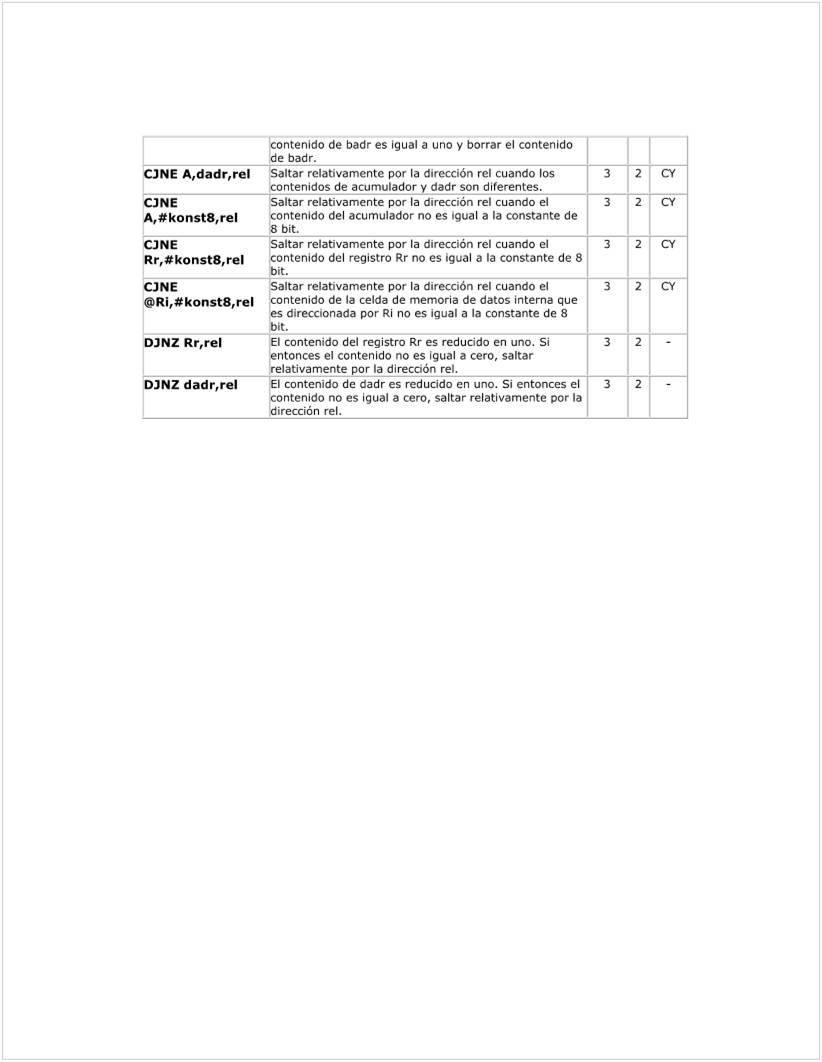 contenido de badr es igual a uno y borrar el contenido
de badr.
CJNE A,dadr,rel Saltar relativamente por la dirección rel cuando los 3 2 CY
contenidos de acumulador y dadr son diferentes.
CJNE Saltar relativamente por la dirección rel cuando el 3 2 CY
A,#konst8,rel contenido del acumulador no es igual a la constante de
8 bit.
CJNE Saltar relativamente por la dirección rel cuando el 3 2 CY
Rr,#konst8,rel contenido del registro Rr no es igual a la constante de 8
bit.
CJNE Saltar relativamente por la dirección rel cuando el 3 2 CY
@Ri,#konst8,rel contenido de la celda de memoria de datos interna que
es direccionada por Ri no es igual a la constante de 8
bit.
DJNZ Rr,rel El contenido del registro Rr es reducido en uno. Si 3 2 -
entonces el contenido no es igual a cero, saltar
relativamente por la dirección rel.
DJNZ dadr,rel El contenido de dadr es reducido en uno. Si entonces el 3 2 -
contenido no es igual a cero, saltar relativamente por la
dirección rel.